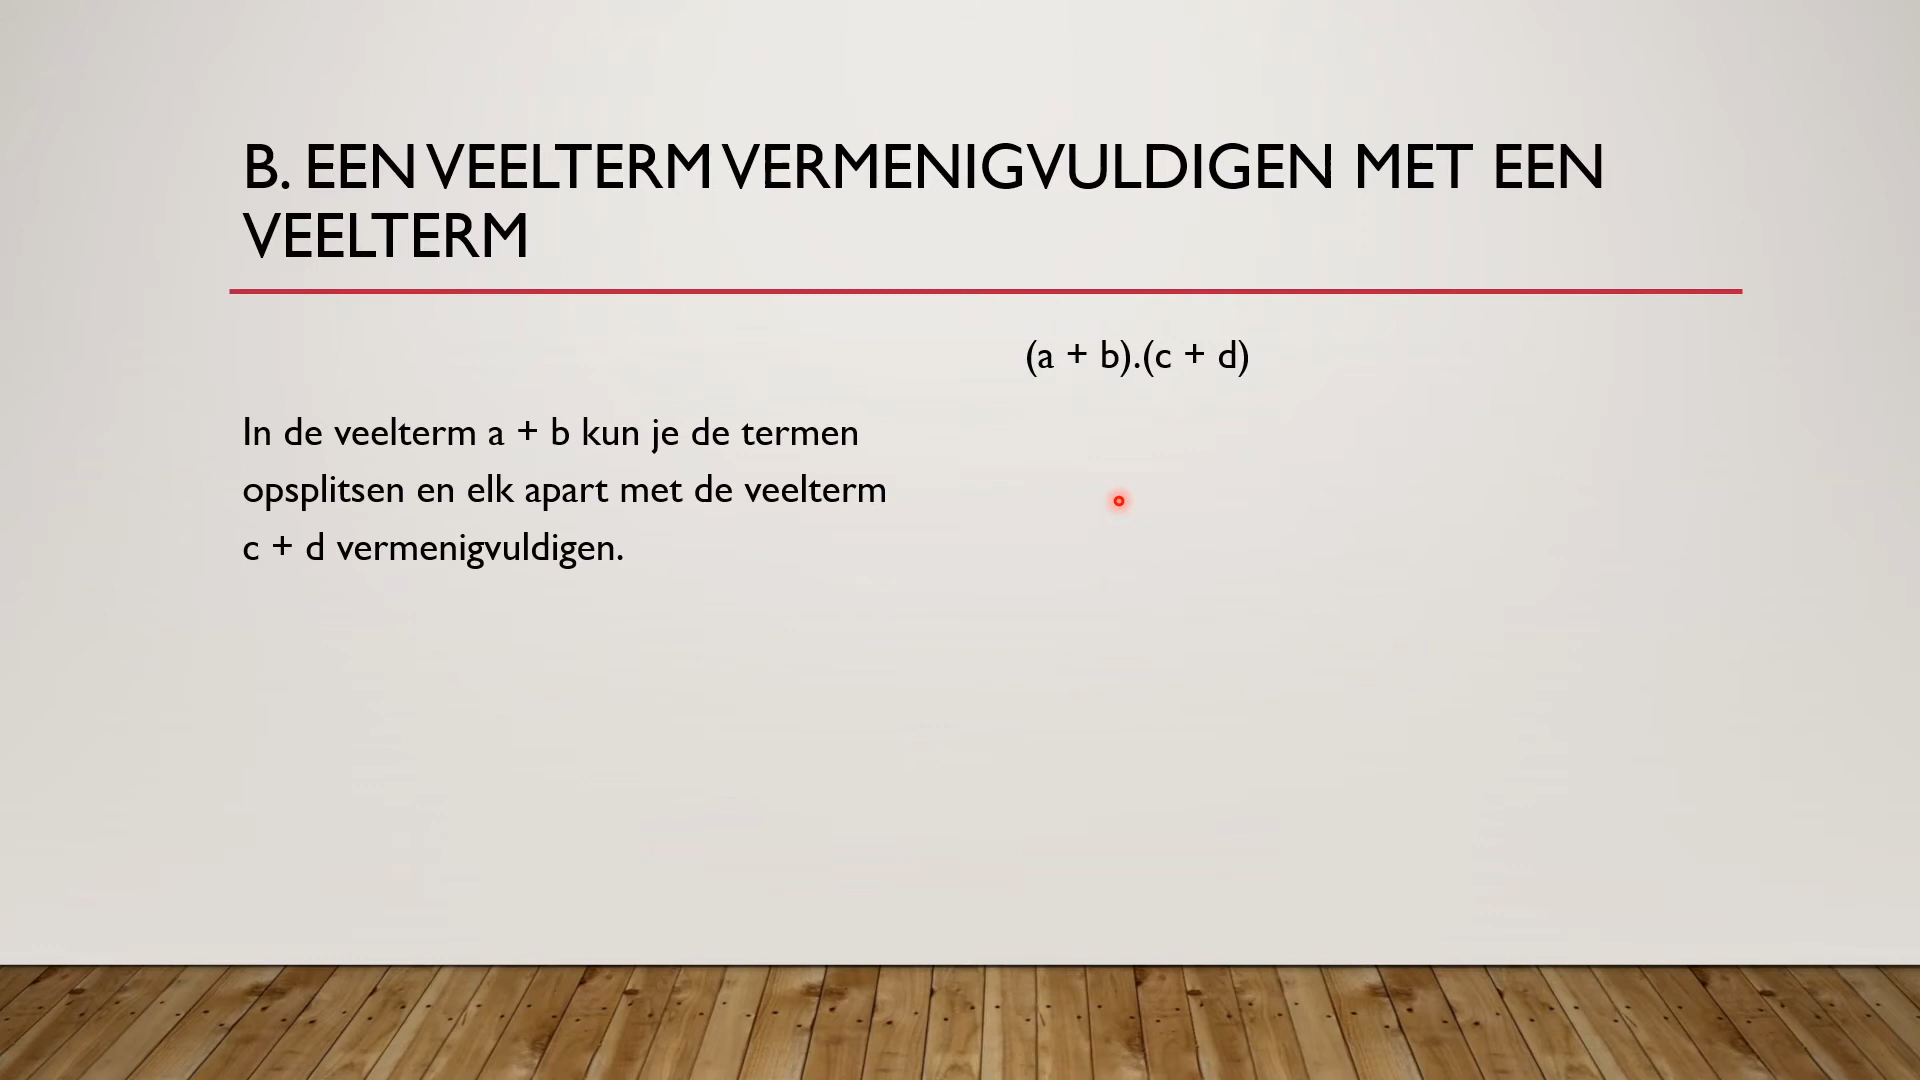 B. EEN VEELTERM VERMENIGVULDIGEN MET EEN
VEELTERM
(a + b).(c + d)
In de veelterm a + b kun je de termen
opsplitsen en elk apart met de veelterm
c + d vermenigvuldigen.